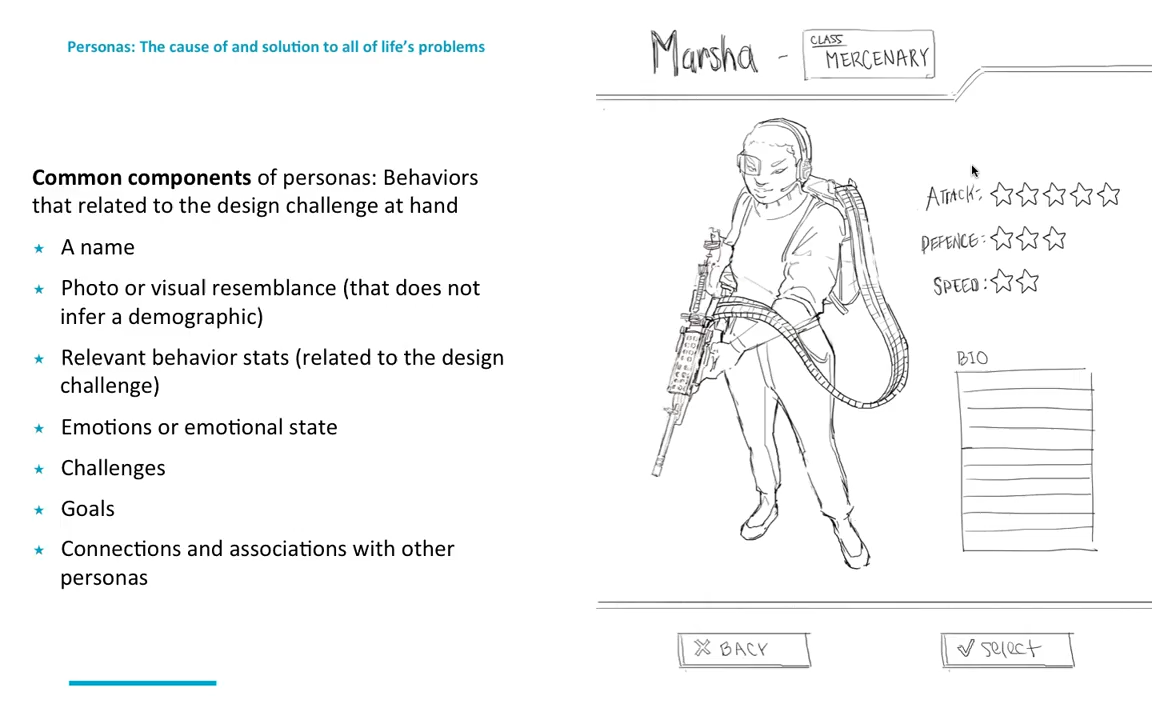 Personas: The cause of and solution to all of life's problems
Common components of personas: Behaviors
that related to the design challenge at hand
A name
Photo or visual resemblance (that does not
infer a demographic)
Relevant behavior stats (related to the design
challenge)
Emotions or emotional state
Challenges
Goals
Connections and associations with other
personas
Marsha -
CLASS
MERCENARY
ATTACK:
DEFENCE:
SPEED:
BIO
BACK
SELECT